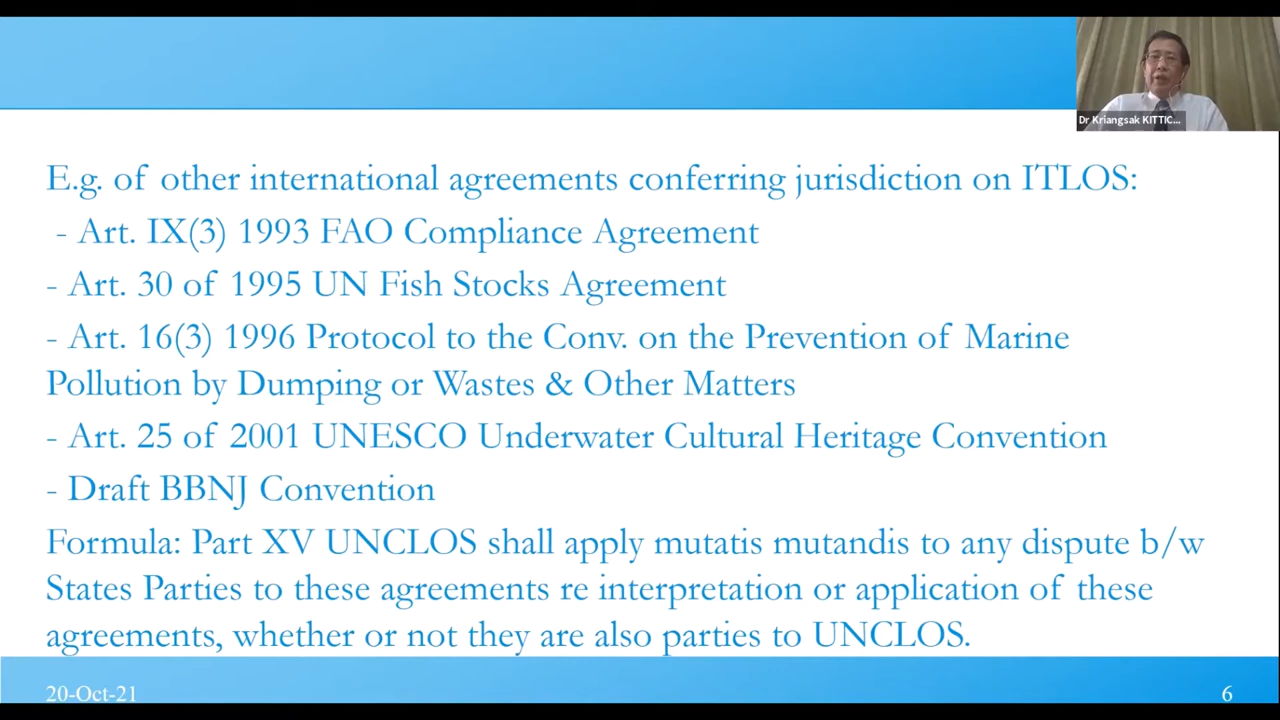 Dr Kriangsak KITTIC...
E.g. of other international agreements conferring jurisdiction on ITLOS:
- Art. IX(3) 1993 FAO Compliance Agreement
- Art. 30 of 1995 UN Fish Stocks Agreement
- Art. 16(3) 1996 Protocol to the Conv. on the Prevention of Marine
Pollution by Dumping or Wastes & Other Matters
- Art. 25 of 2001 UNESCO Underwater Cultural Heritage Convention
- Draft BBNJ Convention
Formula: Part XV UNCLOS shall apply mutatis mutandis to any dispute b/w
States Parties to these agreements re interpretation or application of these
agreements, whether or not they are also parties to UNCLOS.
20-Oct-21
6